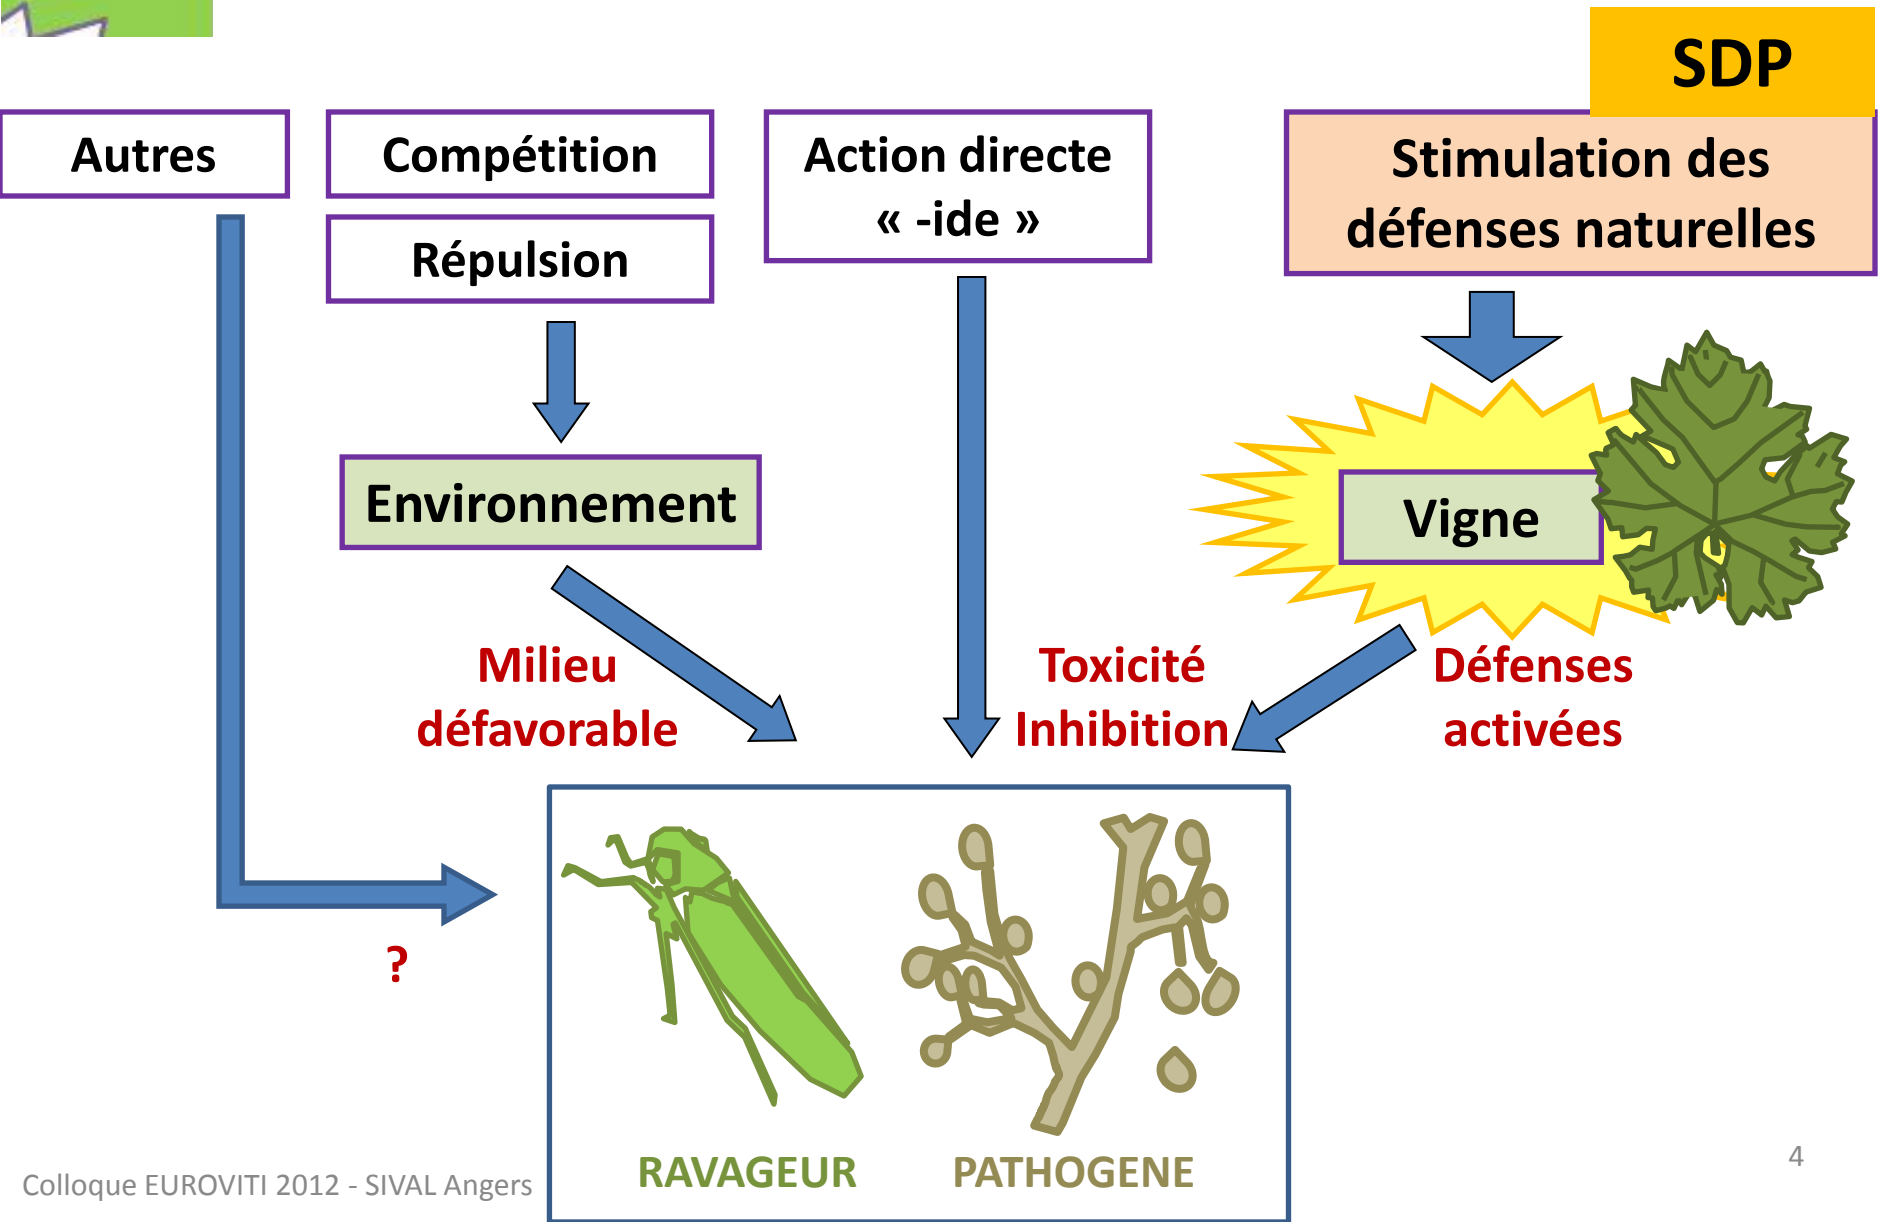 SDP
Autres
Compétition
Répulsion
Action directe
« -ide »
Stimulation des
défenses naturelles
Environnement
Vigne
Milieu
défavorable
Toxicité
Inhibition
Défenses
activées
?
RAVAGEUR
PATHOGENE
Colloque EUROVITI 2012 - SIVAL Angers
4